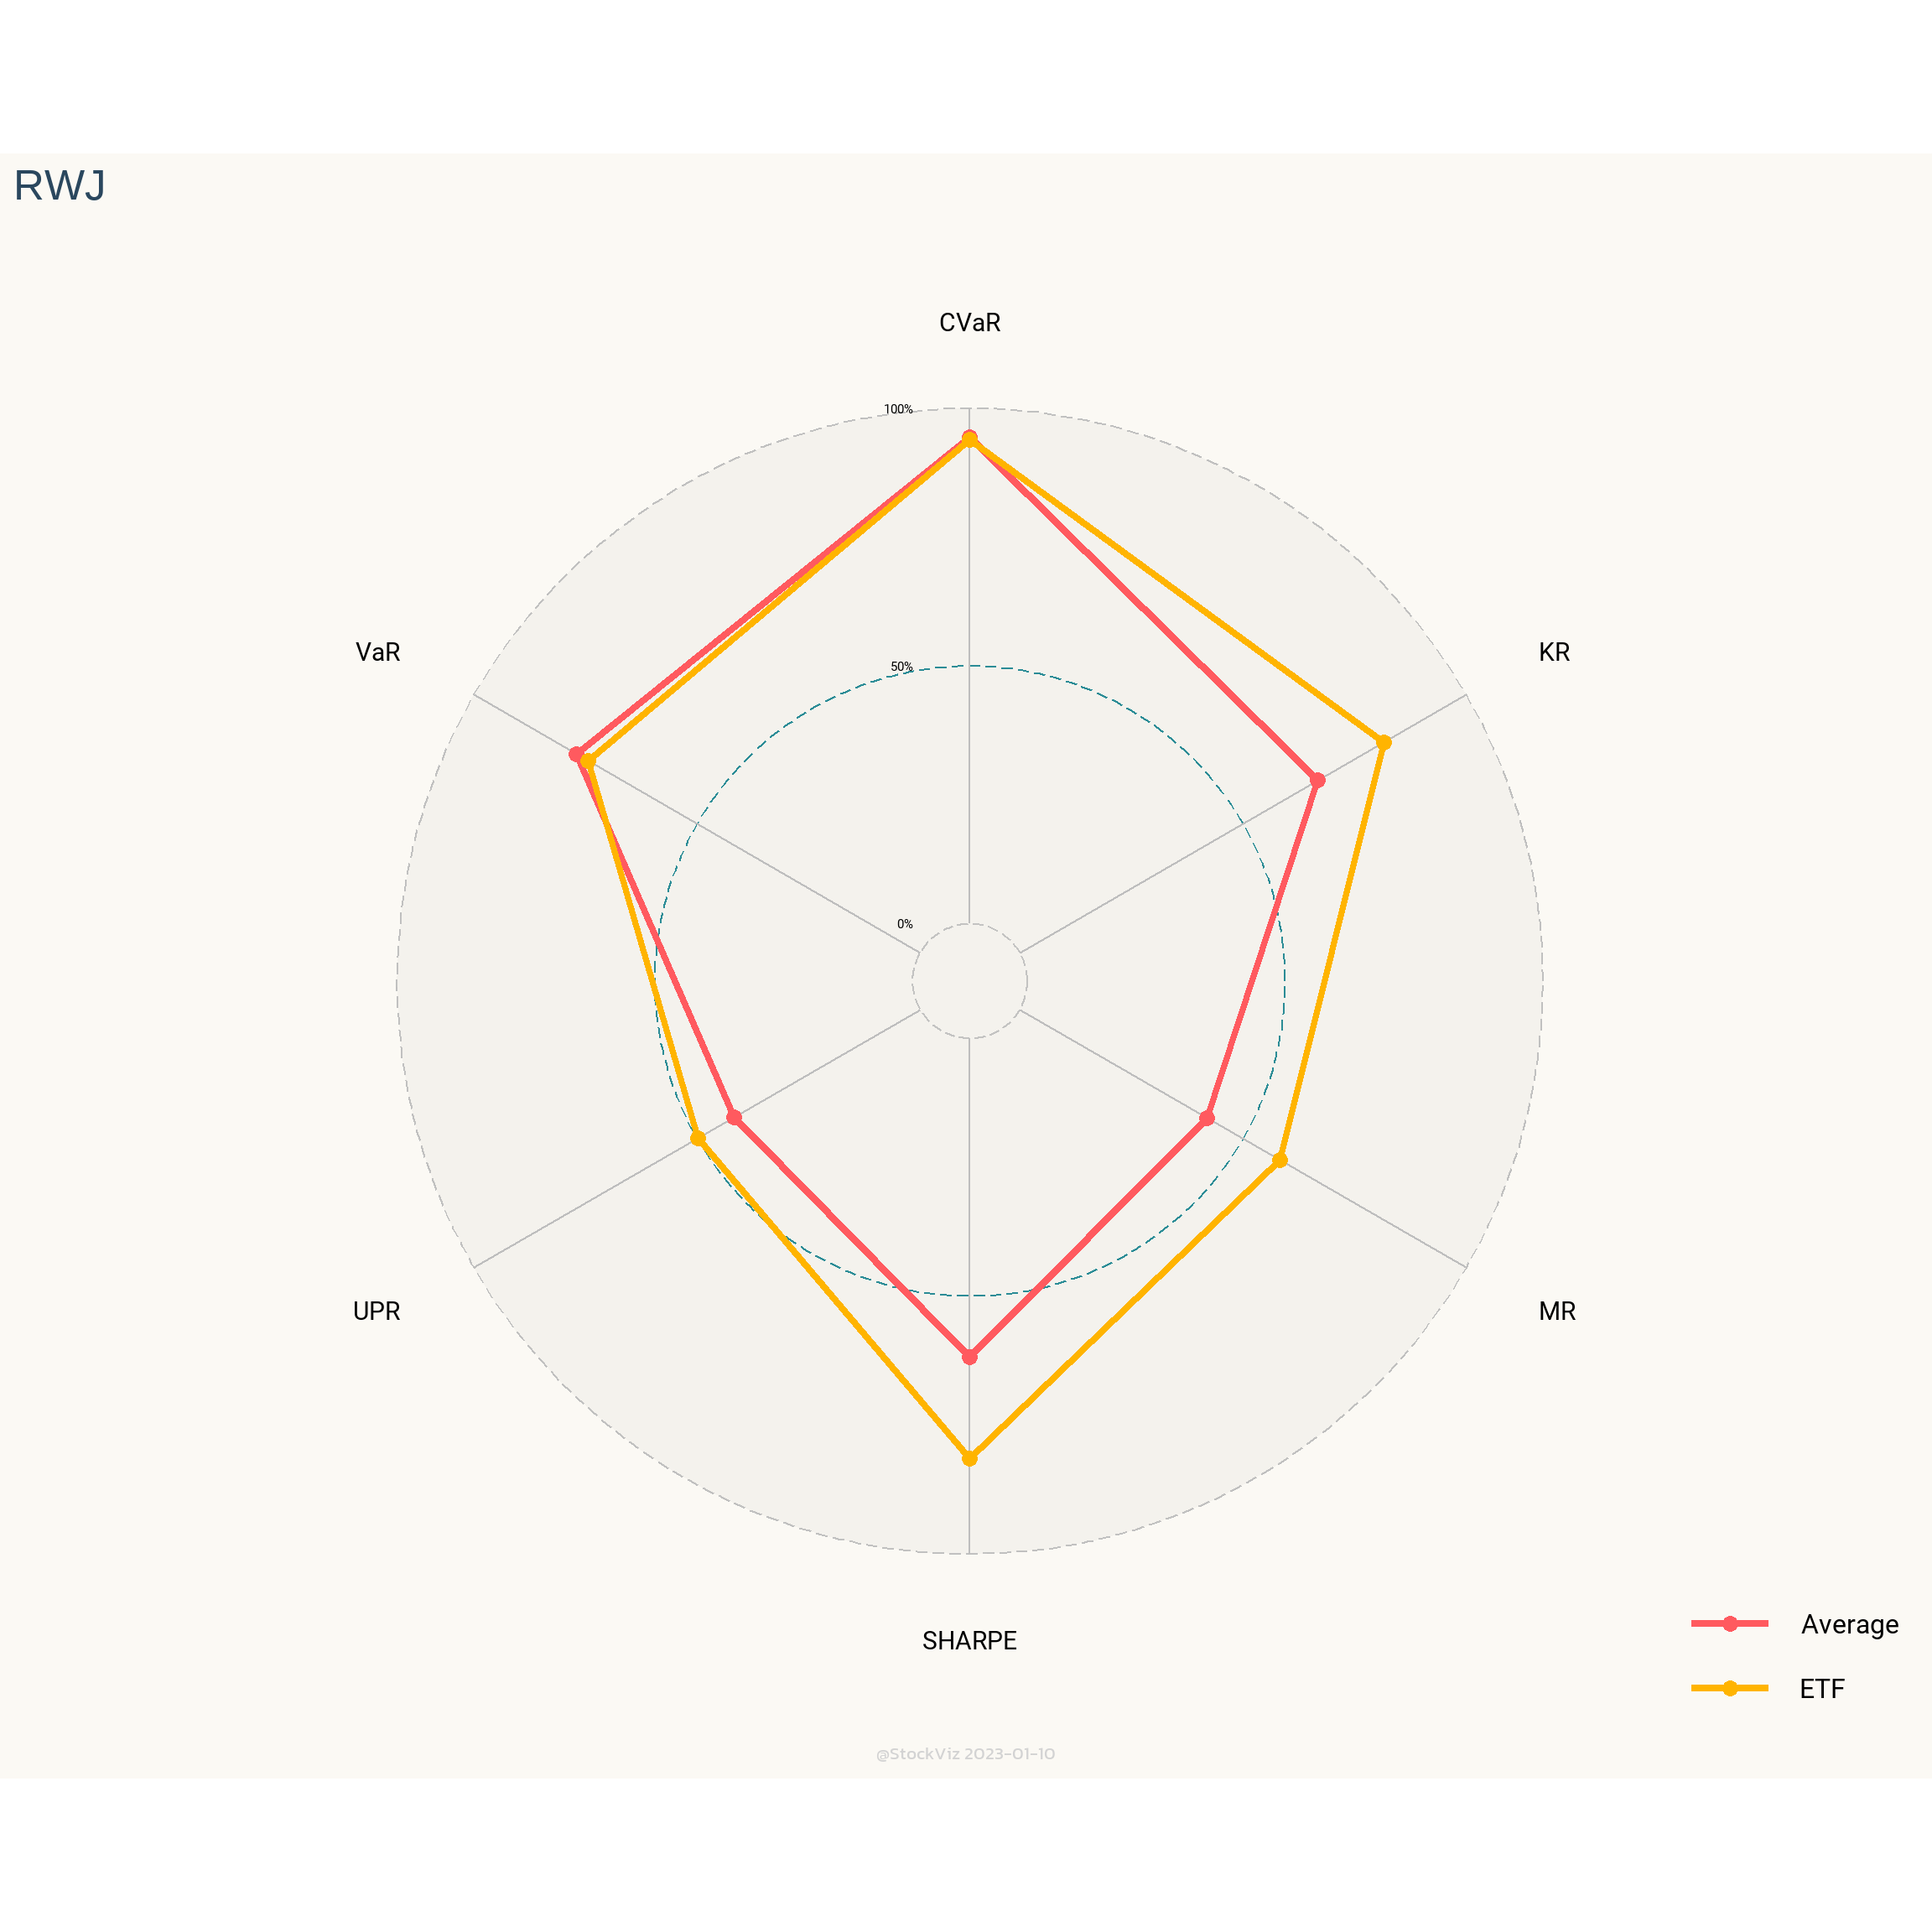 RWJ
CVaR
100%
VaR
KR
50%
0%
UPR
MR
SHARPE
Average
ETF
@StockViz 2023-01-10